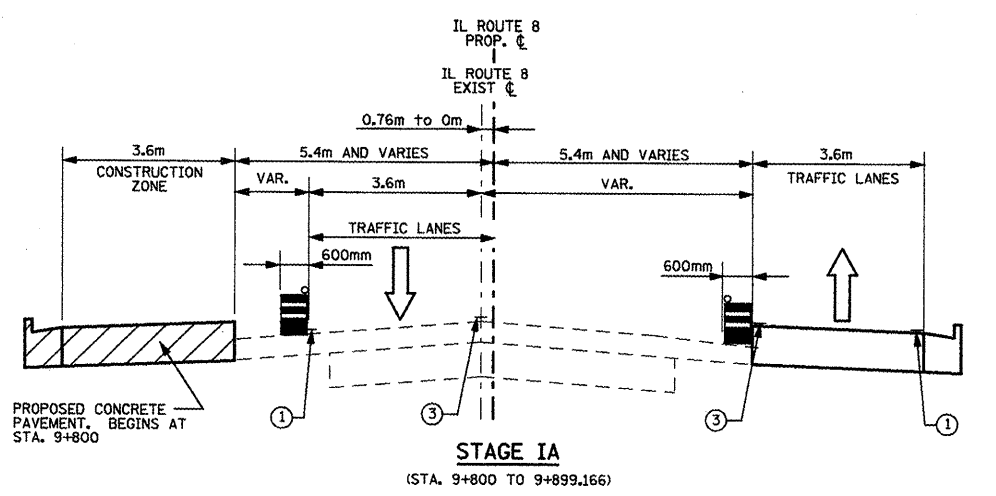 IL ROUTE 8
PROP. ℄
IL ROUTE 8
EXIST ℄
0.76m to 0m
3.6m
CONSTRUCTION
ZONE
5.4m AND VARIES
5.4m AND VARIES
3.6m
TRAFFIC LANES
VAR.
3.6m
VAR.
TRAFFIC LANES
600mm
600mm
PROPOSED CONCRETE
PAVEMENT. BEGINS AT
STA. 9+800
1
3
3
1
STAGE IA
(STA. 9+800 TO 9+899.166)